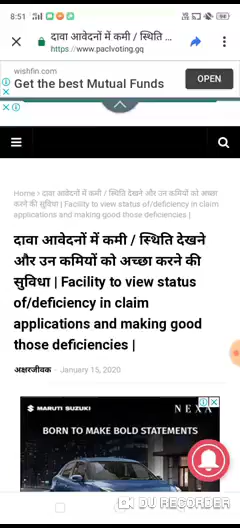 8:51
दावा आवेदनों में कमी / स्थिति ...
https://www.paclvoting.gq
wishfin.com
Get the best Mutual Funds
OPEN
Home › दावा आवेदनों में कमी / स्थिति देखने और उन कमियों को अच्छा
करने की सुविधा | Facility to view status of/deficiency in claim
applications and making good those deficiencies |
दावा आवेदनों में कमी / स्थिति देखने
और उन कमियों को अच्छा करने की
सुविधा | Facility to view status
of/deficiency in claim
applications and making good
those deficiencies |
अक्षरजीवक - January 15, 2020
MARUTI SUZUKI
NEXA
BORN TO MAKE BOLD STATEMENTS
DU RECORDER